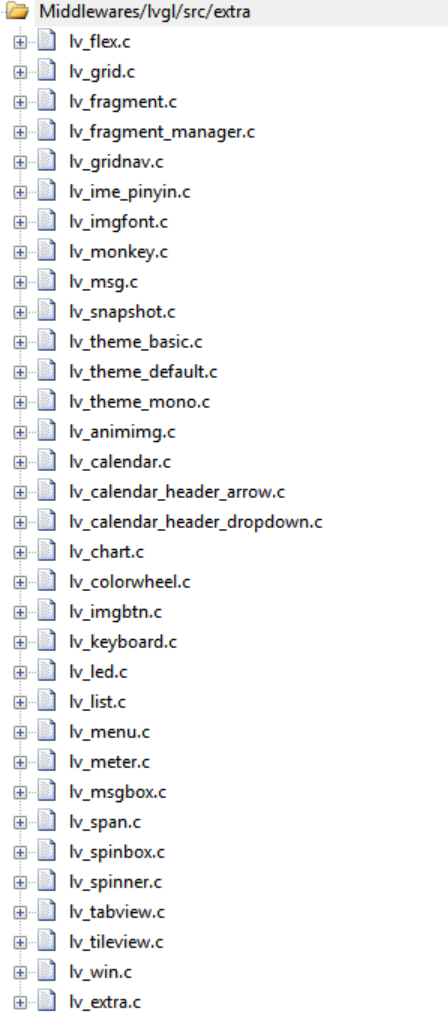 Middlewares/lvgl/src/extra
lv_flex.c
lv_grid.c
lv_fragment.c
lv_fragment_manager.c
lv_gridnav.c
lv_ime_pinyin.c
lv_imgfont.c
lv_monkey.c
lv_msg.c
lv_snapshot.c
lv_theme_basic.c
lv_theme_default.c
lv_theme_mono.c
lv_animimg.c
lv_calendar.c
lv_calendar_header_arrow.c
lv_calendar_header_dropdown.c
lv_chart.c
lv_colorwheel.c
lv_imgbtn.c
lv_keyboard.c
lv_led.c
lv_list.c
lv_menu.c
lv_meter.c
lv_msgbox.c
lv_span.c
lv_spinbox.c
lv_spinner.c
lv_tabview.c
lv_tileview.c
lv_win.c
lv_extra.c